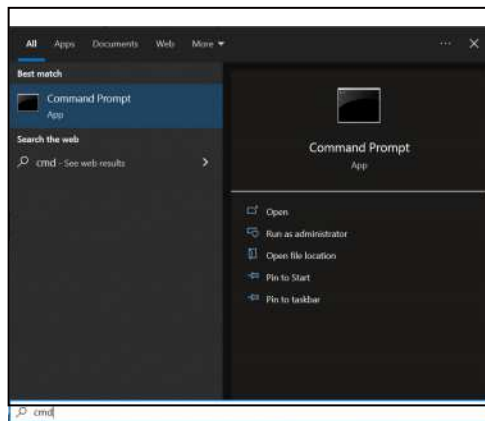 All Apps Documents Web More ▾ ... ✕
Best match
Command Prompt
App
Search the web
cmd - See web results
Command Prompt
App
Open
Run as administrator
Open file location
Pin to Start
Pin to taskbar
cmd